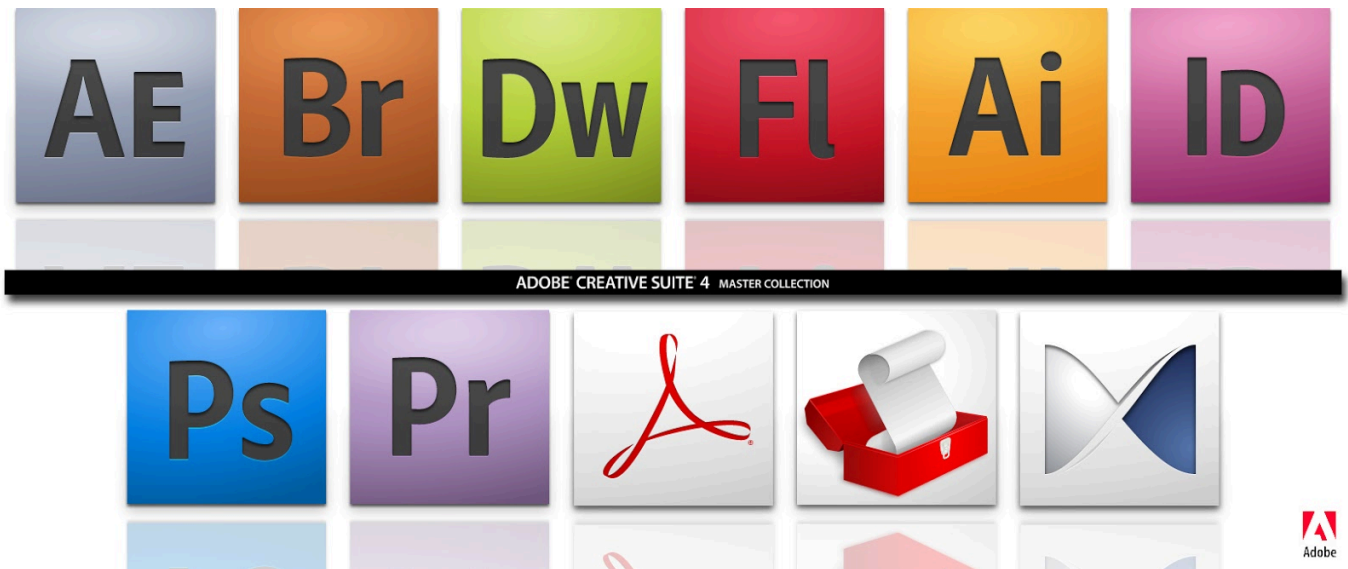 AE Br Dw Fl Ai ID
ADOBE® CREATIVE SUITE® 4 MASTER COLLECTION
Ps Pr
Adobe